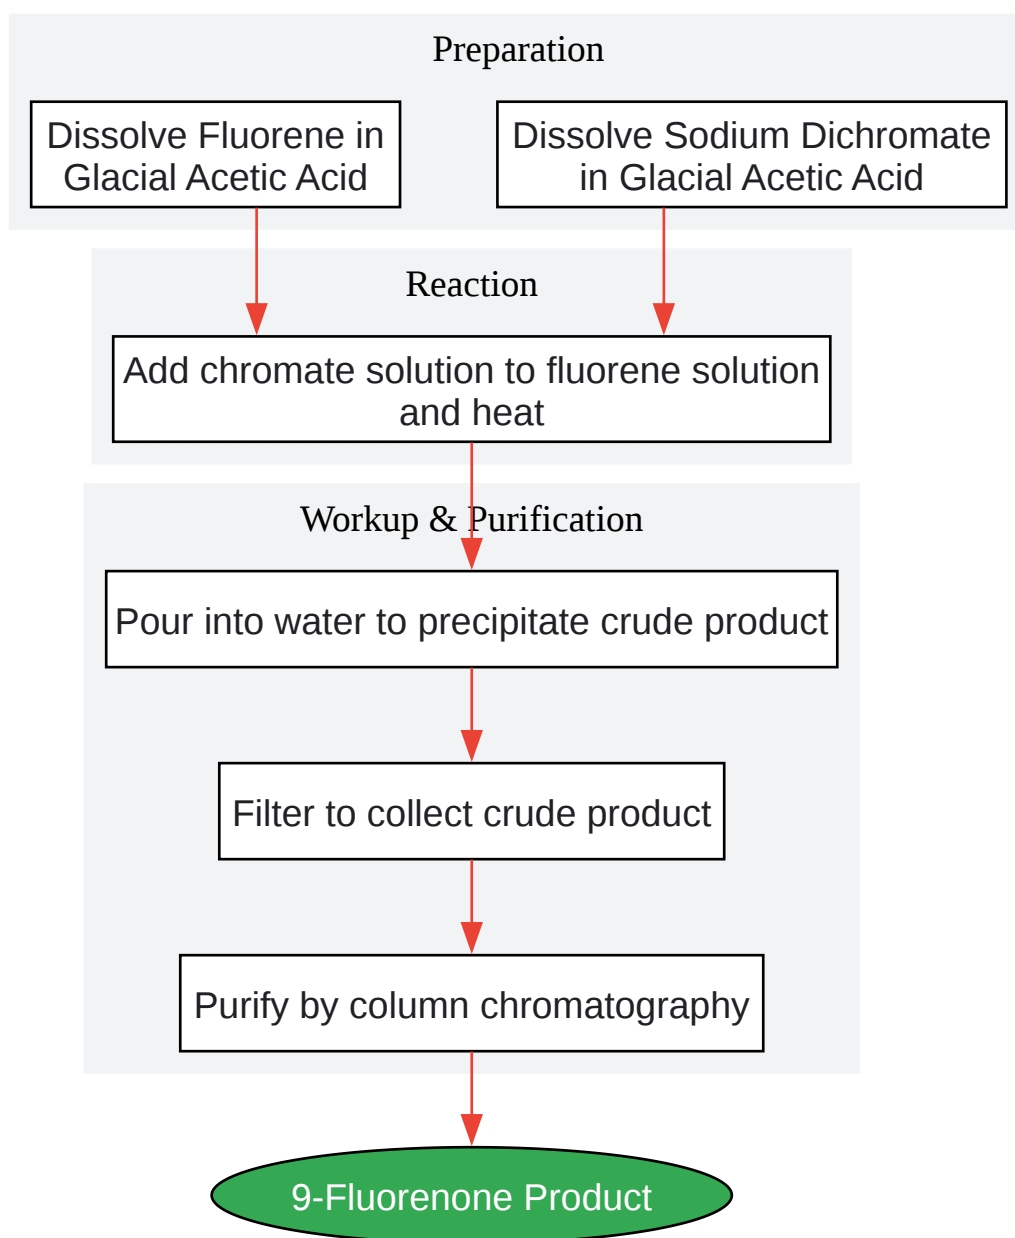 Preparation
Dissolve Fluorene in
Glacial Acetic Acid
Dissolve Sodium Dichromate
in Glacial Acetic Acid
Reaction
Add chromate solution to fluorene solution
and heat
Workup & Purification
Pour into water to precipitate crude product
Filter to collect crude product
Purify by column chromatography
9-Fluorenone Product